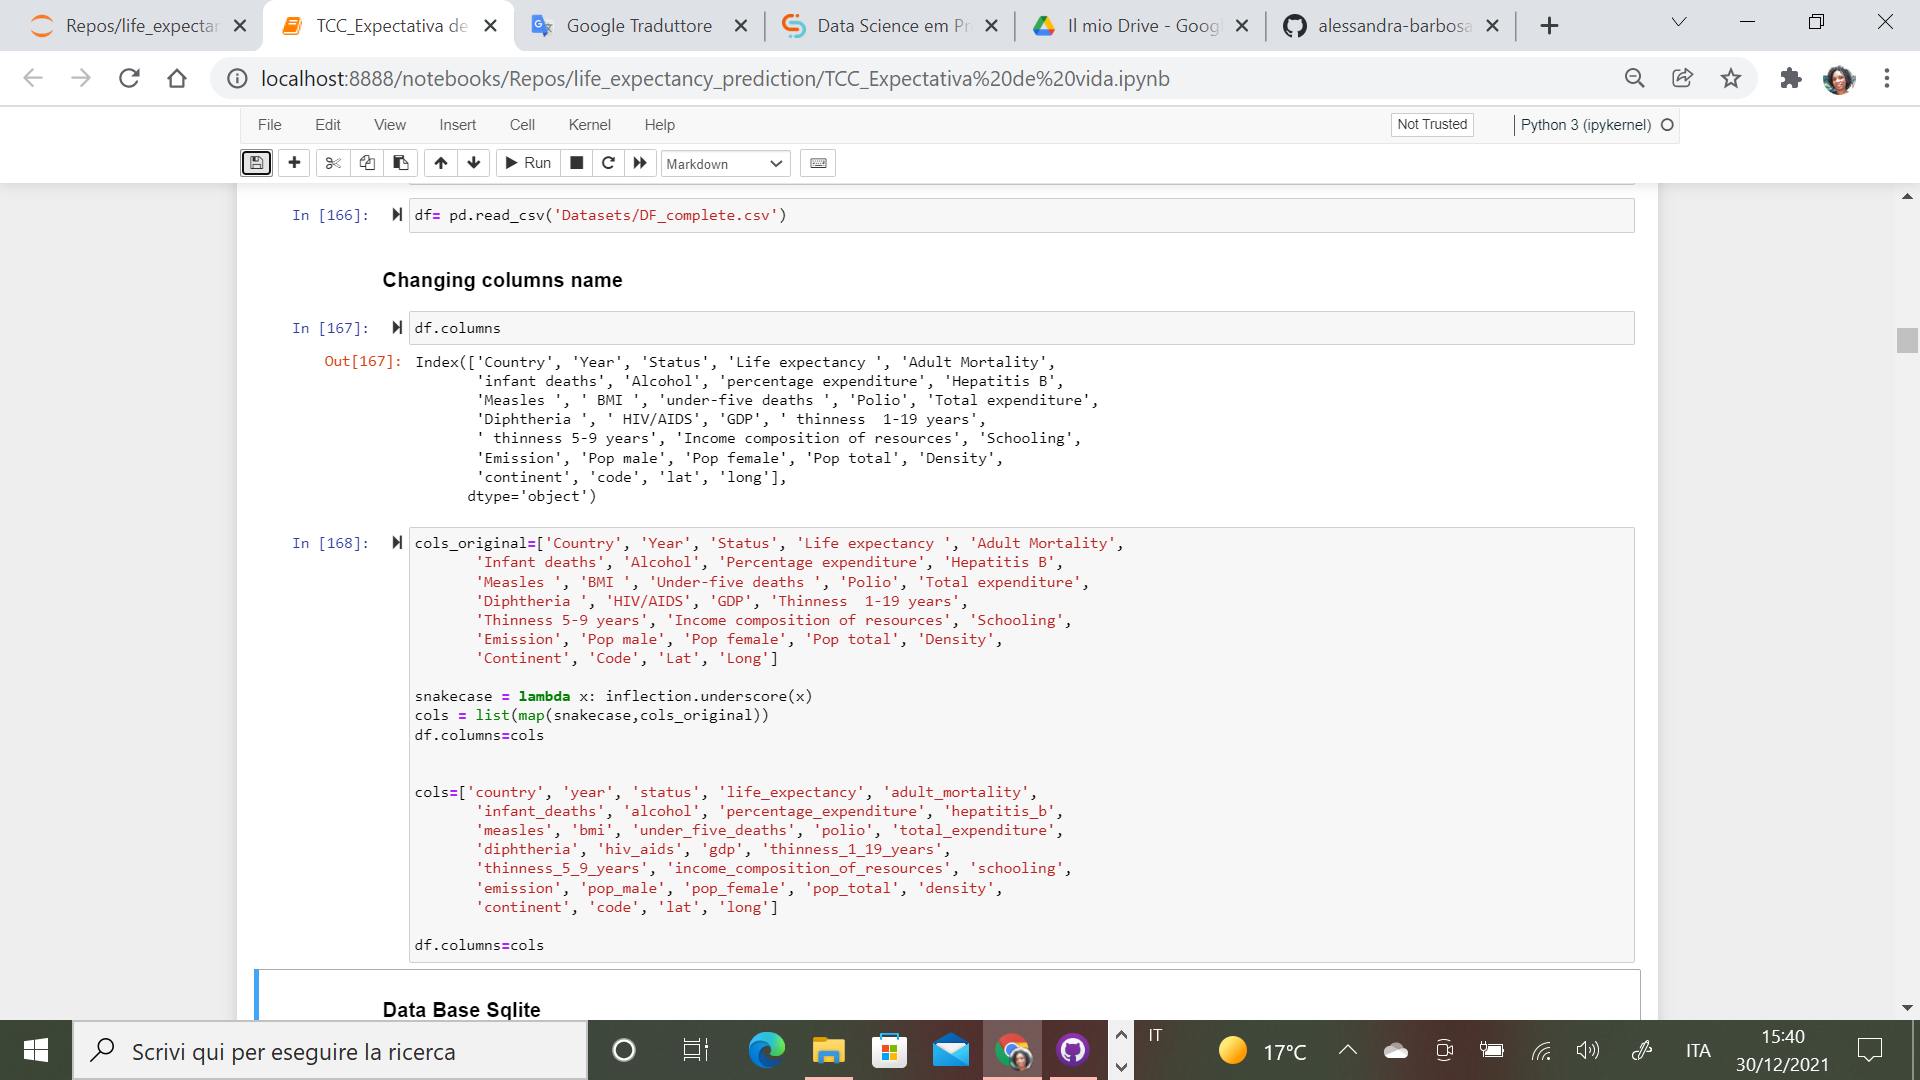 Repos/life_expectar
TCC_Expectativa de
Google Traduttore
Data Science em Pr
Il mio Drive - Googl
alessandra-barbosa
localhost:8888/notebooks/Repos/life_expectancy_prediction/TCC_Expectativa%20de%20vida.ipynb
File Edit View Insert Cell Kernel Help
Not Trusted
Python 3 (ipykernel)
Run
Markdown
In [166]: df= pd.read_csv('Datasets/DF_complete.csv')
Changing columns name
In [167]: df.columns
Out[167]: Index(['Country', 'Year', 'Status', 'Life expectancy ', 'Adult Mortality',
'infant deaths', 'Alcohol', 'percentage expenditure', 'Hepatitis B',
'Measles ', ' BMI ', 'under-five deaths ', 'Polio', 'Total expenditure',
'Diphtheria ', ' HIV/AIDS', 'GDP', ' thinness  1-19 years',
' thinness 5-9 years', 'Income composition of resources', 'Schooling',
'Emission', 'Pop male', 'Pop female', 'Pop total', 'Density',
'continent', 'code', 'lat', 'long'],
dtype='object')
In [168]: cols_original=['Country', 'Year', 'Status', 'Life expectancy ', 'Adult Mortality',
'Infant deaths', 'Alcohol', 'Percentage expenditure', 'Hepatitis B',
'Measles ', 'BMI ', 'Under-five deaths ', 'Polio', 'Total expenditure',
'Diphtheria ', 'HIV/AIDS', 'GDP', 'Thinness  1-19 years',
'Thinness 5-9 years', 'Income composition of resources', 'Schooling',
'Emission', 'Pop male', 'Pop female', 'Pop total', 'Density',
'Continent', 'Code', 'Lat', 'Long']
snakecase = lambda x: inflection.underscore(x)
cols = list(map(snakecase,cols_original))
df.columns=cols
cols=['country', 'year', 'status', 'life_expectancy', 'adult_mortality',
'infant_deaths', 'alcohol', 'percentage_expenditure', 'hepatitis_b',
'measles', 'bmi', 'under_five_deaths', 'polio', 'total_expenditure',
'diphtheria', 'hiv_aids', 'gdp', 'thinness_1_19_years',
'thinness_5_9_years', 'income_composition_of_resources', 'schooling',
'emission', 'pop_male', 'pop_female', 'pop_total', 'density',
'continent', 'code', 'lat', 'long']
df.columns=cols
Data Base Sqlite
Scrivi qui per eseguire la ricerca
IT
17°C
ITA
15:40
30/12/2021